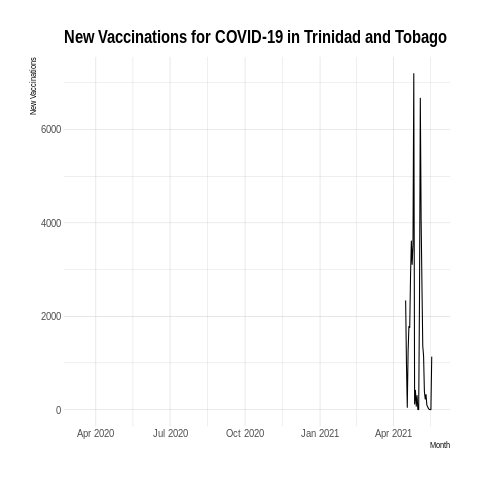 New Vaccinations for COVID-19 in Trinidad and Tobago
New Vaccinations
6000
4000
2000
0
Apr 2020 Jul 2020 Oct 2020 Jan 2021 Apr 2021
Month